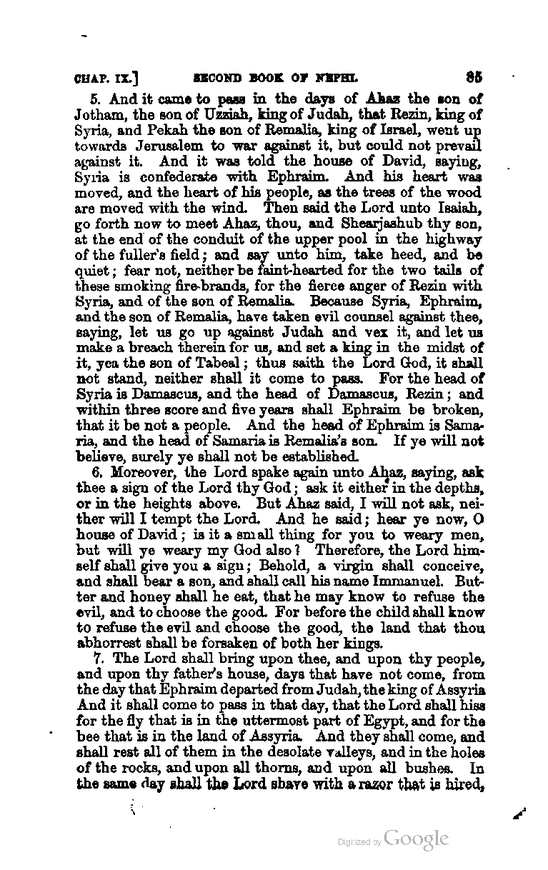 CHAP. IX.] SECOND BOOK OF NEPHI. 85
5. And it came to pass in the days of Ahaz the son of
Jotham, the son of Uzziah, king of Judah, that Rezin, king of
Syria, and Pekah the son of Remalia, king of Israel, went up
towards Jerusalem to war against it, but could not prevail
against it. And it was told the house of David, saying,
Syria is confederate with Ephraim. And his heart was
moved, and the heart of his people, as the trees of the wood
are moved with the wind. Then said the Lord unto Isaiah,
go forth now to meet Ahaz, thou, and Shearjashub thy son,
at the end of the conduit of the upper pool in the highway
of the fuller's field; and say unto him, take heed, and be
quiet; fear not, neither be faint-hearted for the two tails of
these smoking fire-brands, for the fierce anger of Rezin with
Syria, and of the son of Remalia. Because Syria, Ephraim,
and the son of Remalia, have taken evil counsel against thee,
saying, let us go up against Judah and vex it, and let us
make a breach therein for us, and set a king in the midst of
it, yea the son of Tabeal; thus saith the Lord God, it shall
not stand, neither shall it come to pass. For the head of
Syria is Damascus, and the head of Damascus, Rezin; and
within three score and five years shall Ephraim be broken,
that it be not a people. And the head of Ephraim is Sama-
ria, and the head of Samaria is Remalia's son. If ye will not
believe, surely ye shall not be established.
6. Moreover, the Lord spake again unto Ahaz, saying, ask
thee a sign of the Lord thy God; ask it either in the depths,
or in the heights above. But Ahaz said, I will not ask, nei-
ther will I tempt the Lord. And he said; hear ye now, O
house of David; is it a small thing for you to weary men,
but will ye weary my God also? Therefore, the Lord him-
self shall give you a sign; Behold, a virgin shall conceive,
and shall bear a son, and shall call his name Immanuel. But-
ter and honey shall he eat, that he may know to refuse the
evil, and to choose the good. For before the child shall know
to refuse the evil and choose the good, the land that thou
abhorrest shall be forsaken of both her kings.
7. The Lord shall bring upon thee, and upon thy people,
and upon thy father's house, days that have not come, from
the day that Ephraim departed from Judah, the king of Assyria
And it shall come to pass in that day, that the Lord shall hiss
for the fly that is in the uttermost part of Egypt, and for the
bee that is in the land of Assyria. And they shall come, and
shall rest all of them in the desolate valleys, and in the holes
of the rocks, and upon all thorns, and upon all bushes. In
the same day shall the Lord shave with a razor that is hired,
Digitized by Google